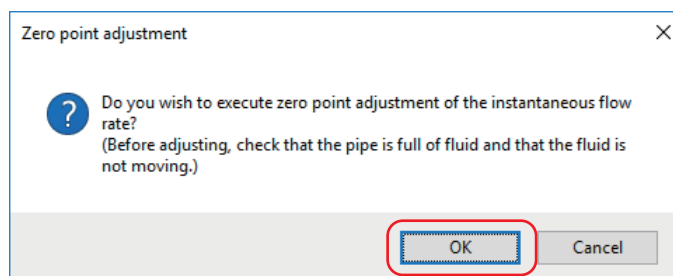 Zero point adjustment
Do you wish to execute zero point adjustment of the instantaneous flow
rate?
(Before adjusting, check that the pipe is full of fluid and that the fluid is
not moving.)
OK
Cancel